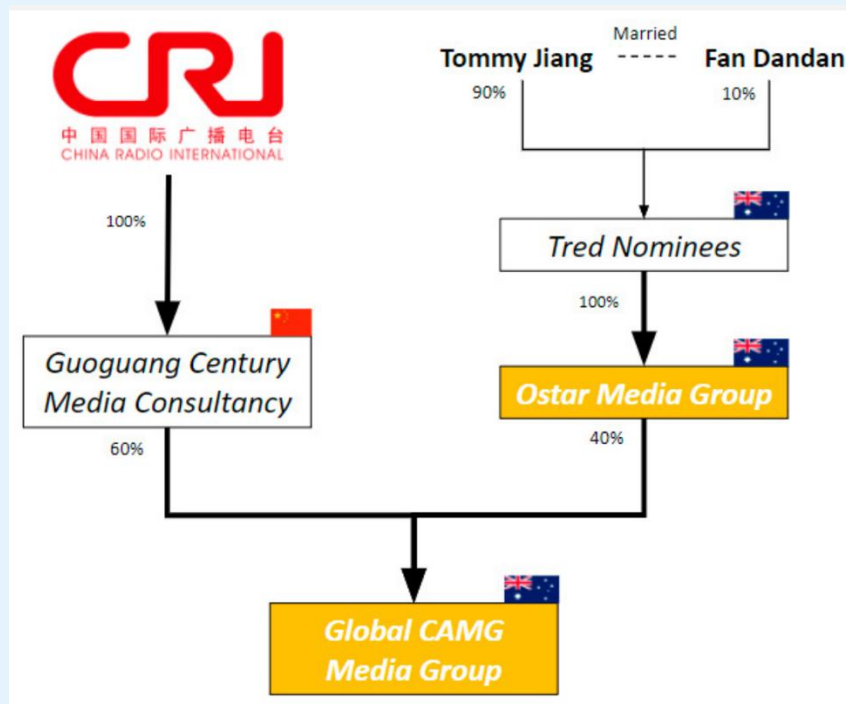 CRI
中国国际广播电台
CHINA RADIO INTERNATIONAL
Married
Tommy Jiang
Fan Dandan
90%
10%
100%
Tred Nominees
100%
Guoguang Century
Media Consultancy
Ostar Media Group
60%
40%
Global CAMG
Media Group